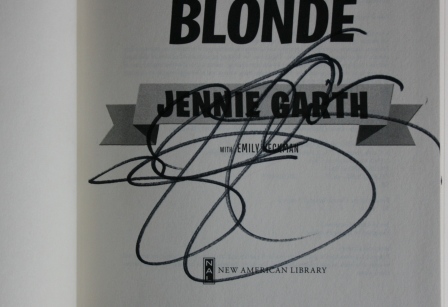 BLONDE
JENNIE GARTH
WITH EMILY HECKMAN
NAL NEW AMERICAN LIBRARY